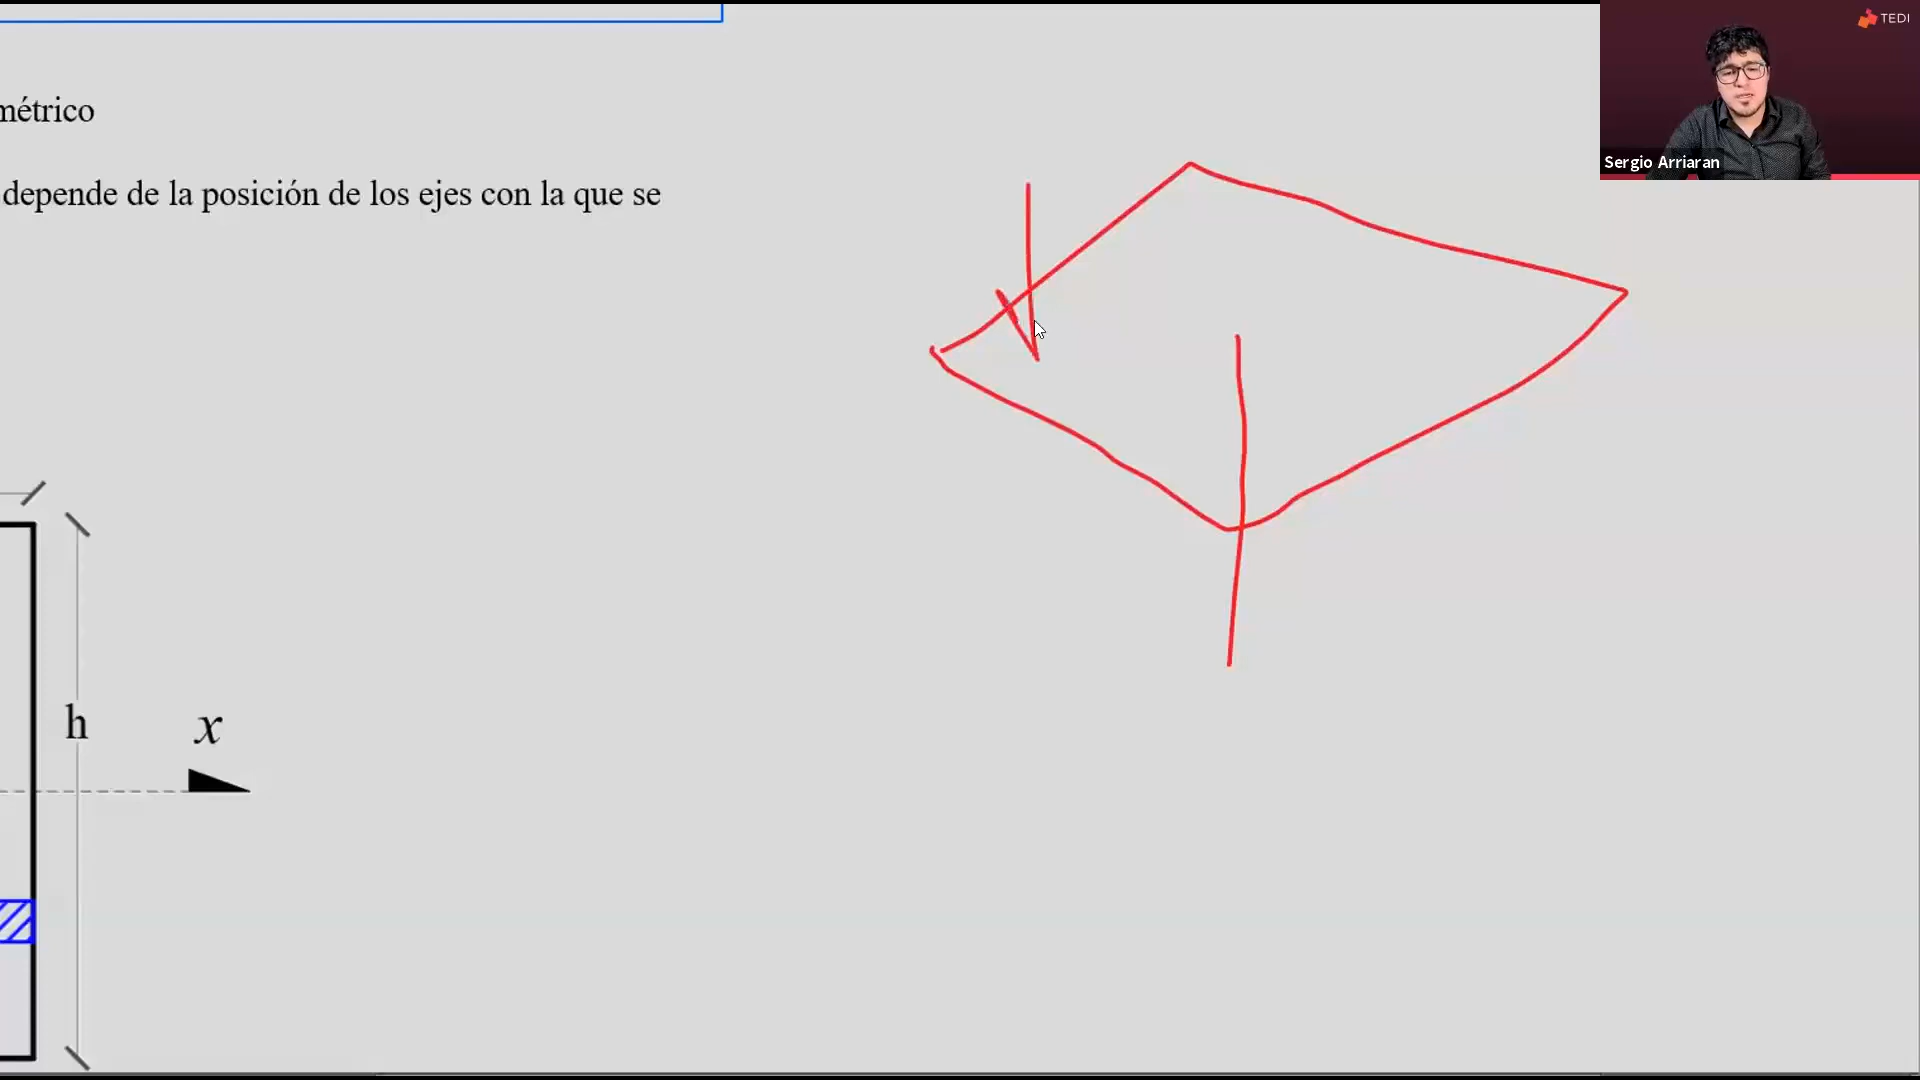 TEDI
métrico
Sergio Arriaran
depende de la posición de los ejes con la que se
h
x